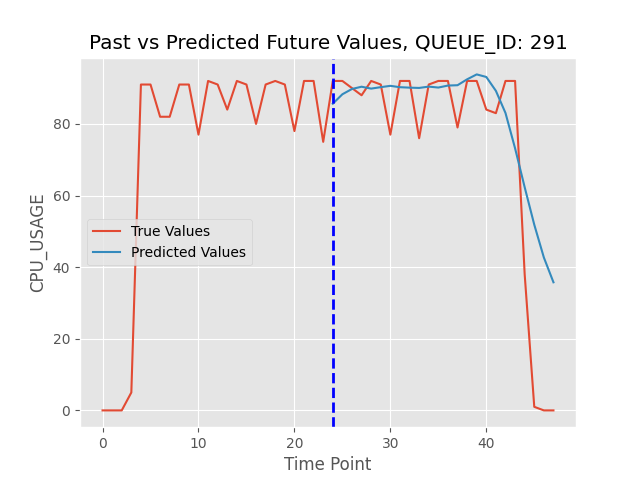 Past vs Predicted Future Values, QUEUE_ID: 291
CPU_USAGE
80
60
40
20
0
True Values
Predicted Values
0 10 20 30 40
Time Point